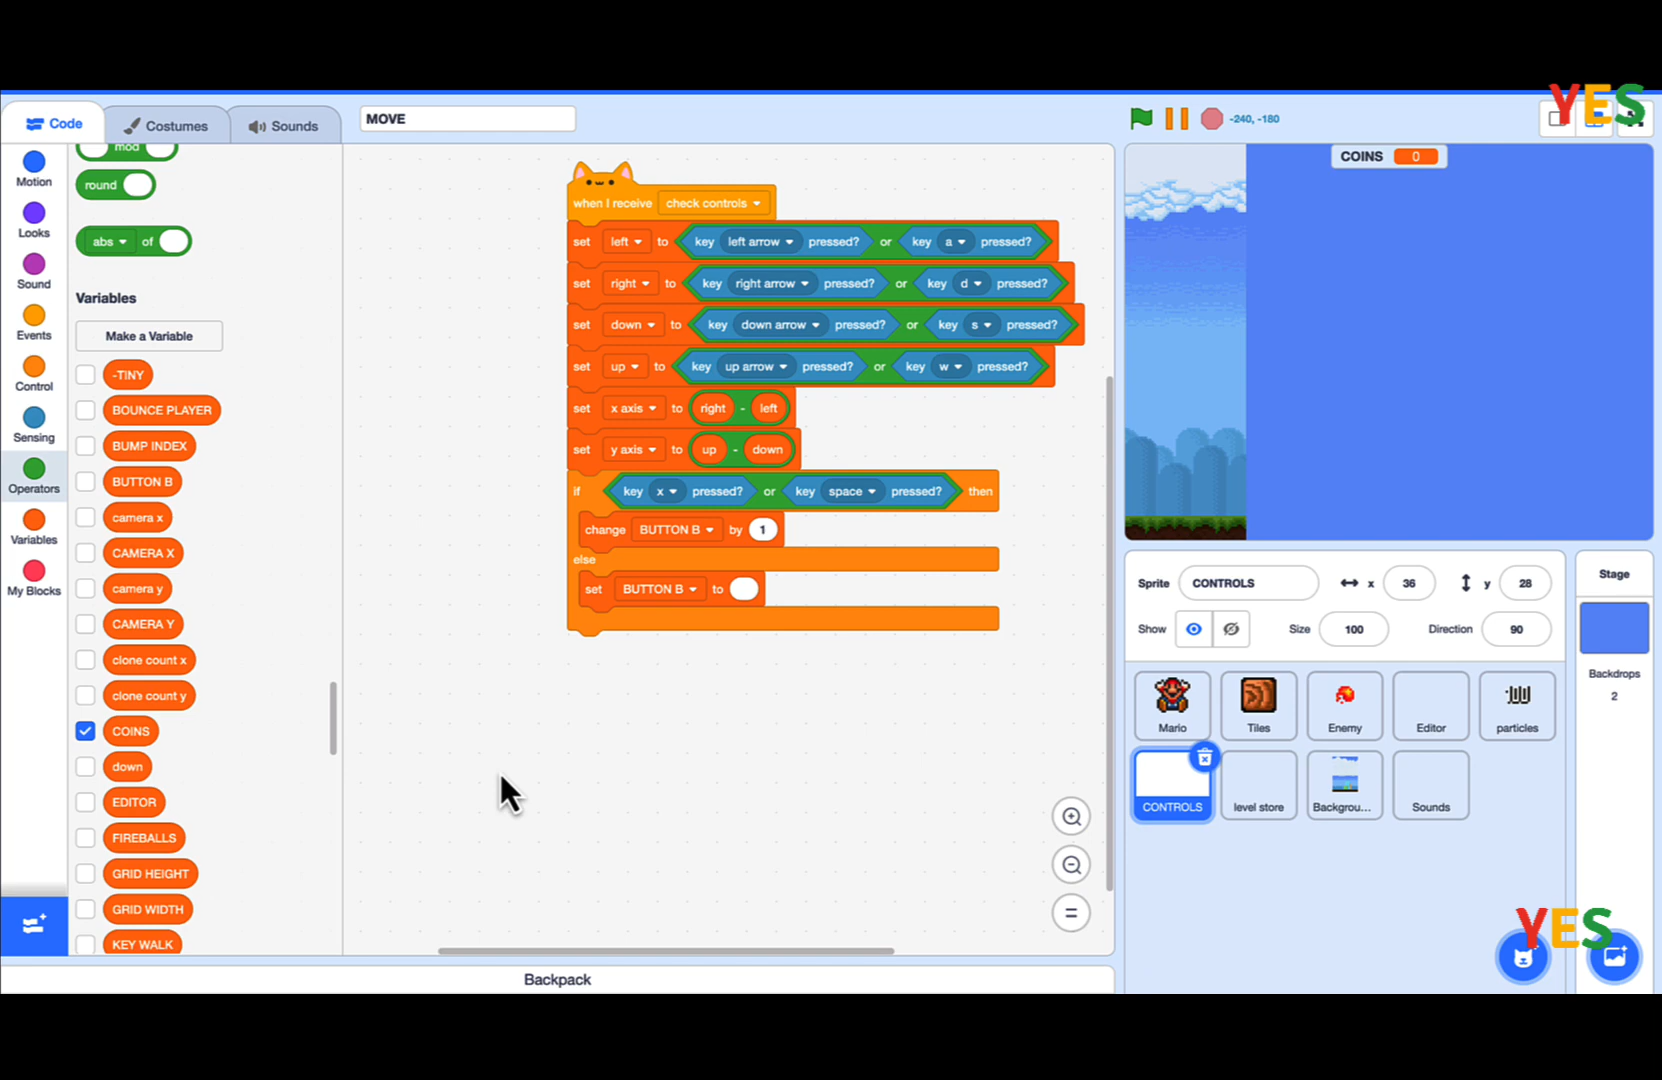 YES
Code
Costumes
Sounds
MOVE
-240, -180
mod
round
abs of
Variables
Make a Variable
-TINY
BOUNCE PLAYER
BUMP INDEX
BUTTON B
camera x
CAMERA X
camera y
CAMERA Y
clone count x
clone count y
COINS
down
EDITOR
FIREBALLS
GRID HEIGHT
GRID WIDTH
KEY WALK
Motion
Looks
Sound
Events
Control
Sensing
Operators
Variables
My Blocks
when I receive check controls
set left to key left arrow pressed? or key a pressed?
set right to key right arrow pressed? or key d pressed?
set down to key down arrow pressed? or key s pressed?
set up to key up arrow pressed? or key w pressed?
set x axis to right - left
set y axis to up - down
if key x pressed? or key space pressed? then
change BUTTON B by 1
else
set BUTTON B to
Backpack
COINS 0
Sprite CONTROLS x 36 y 28
Show Size 100 Direction 90
Mario
Tiles
Enemy
Editor
particles
CONTROLS
level store
Backgrou...
Sounds
Stage
Backdrops
2
YES